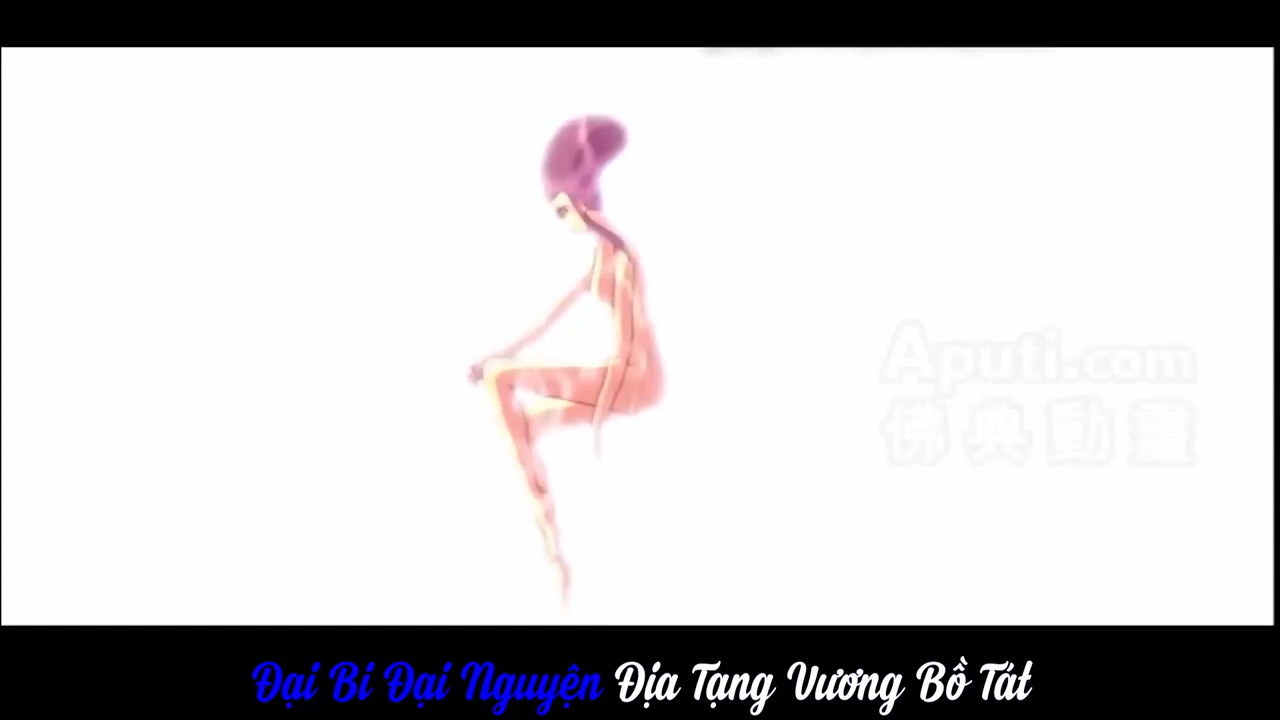 Aputi.com
佛典動畫
Đại Bi Đại Nguyện Địa Tạng Vương Bồ Tát